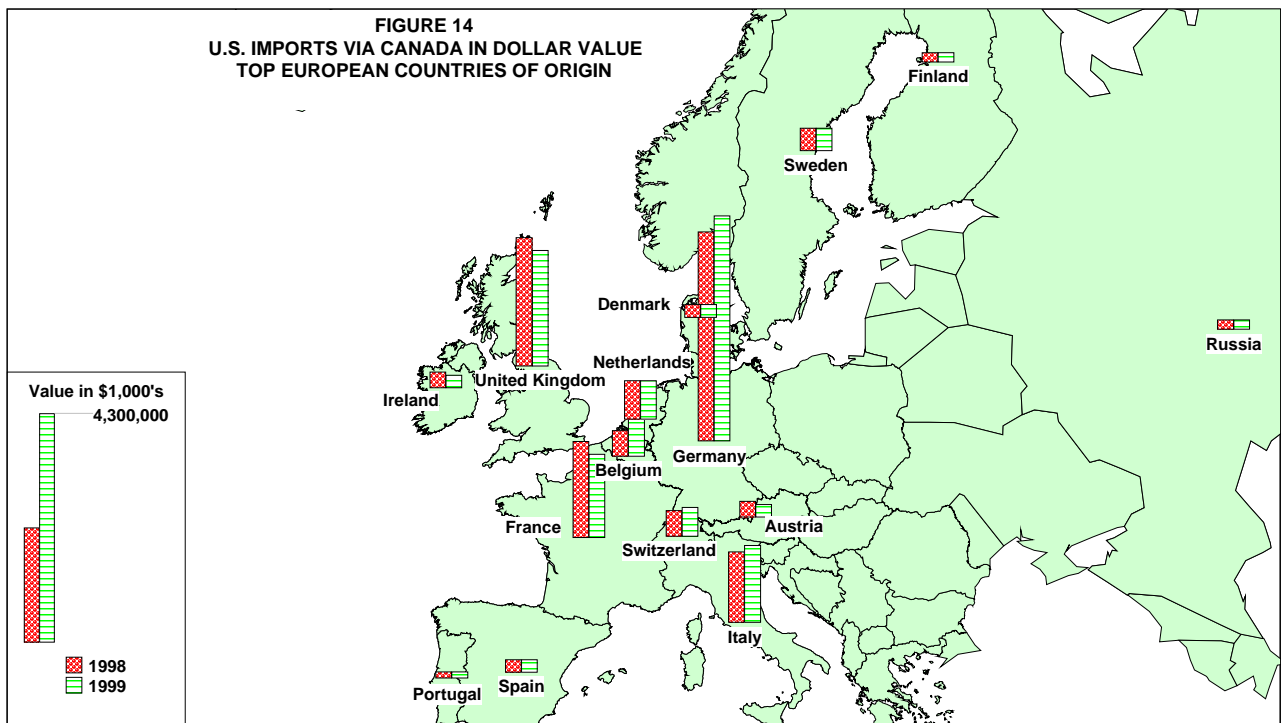 FIGURE 14
U.S. IMPORTS VIA CANADA IN DOLLAR VALUE
TOP EUROPEAN COUNTRIES OF ORIGIN
Finland
Sweden
Denmark
Russia
Netherlands
United Kingdom
Ireland
Germany
Belgium
France
Austria
Switzerland
Italy
Spain
Portugal
Value in $1,000's
4,300,000
1998
1999